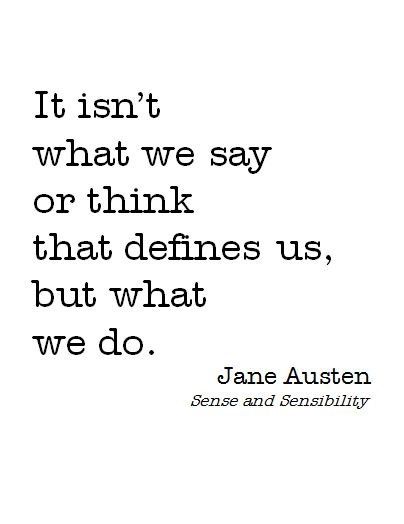 It isn’t
what we say
or think
that defines us,
but what
we do.
Jane Austen
Sense and Sensibility